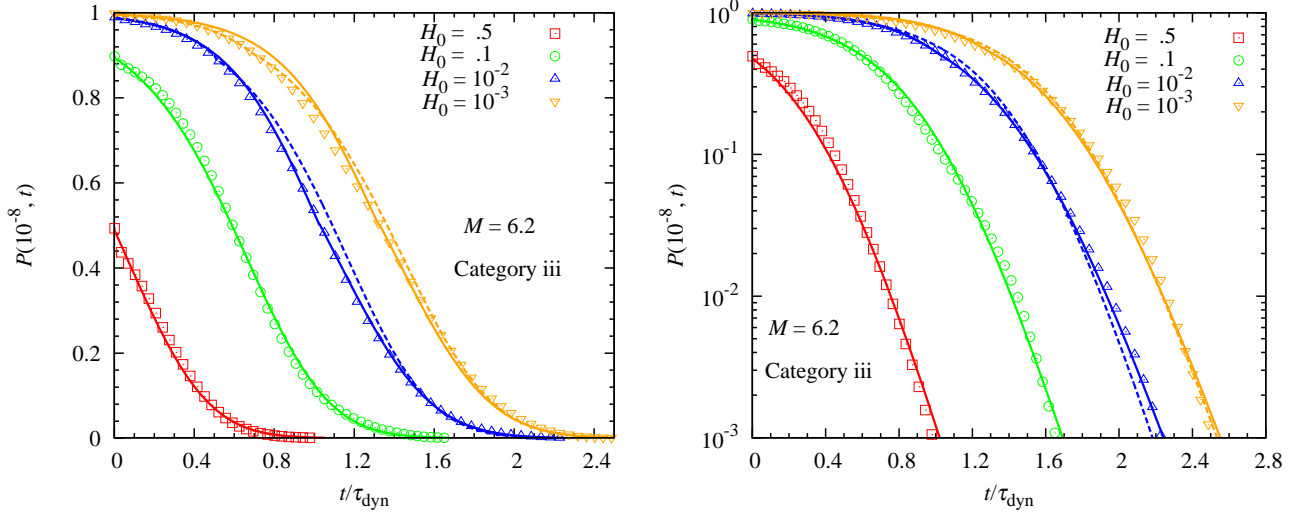 1
0.8
0.6
0.4
0.2
0
P(10⁻⁸, t)
H₀ = .5
H₀ = .1
H₀ = 10⁻²
H₀ = 10⁻³
M = 6.2
Category iii
0 0.4 0.8 1.2 1.6 2 2.4
t/τdyn
10⁰
10⁻¹
10⁻²
10⁻³
P(10⁻⁸, t)
H₀ = .5
H₀ = .1
H₀ = 10⁻²
H₀ = 10⁻³
M = 6.2
Category iii
0 0.4 0.8 1.2 1.6 2 2.4 2.8
t/τdyn